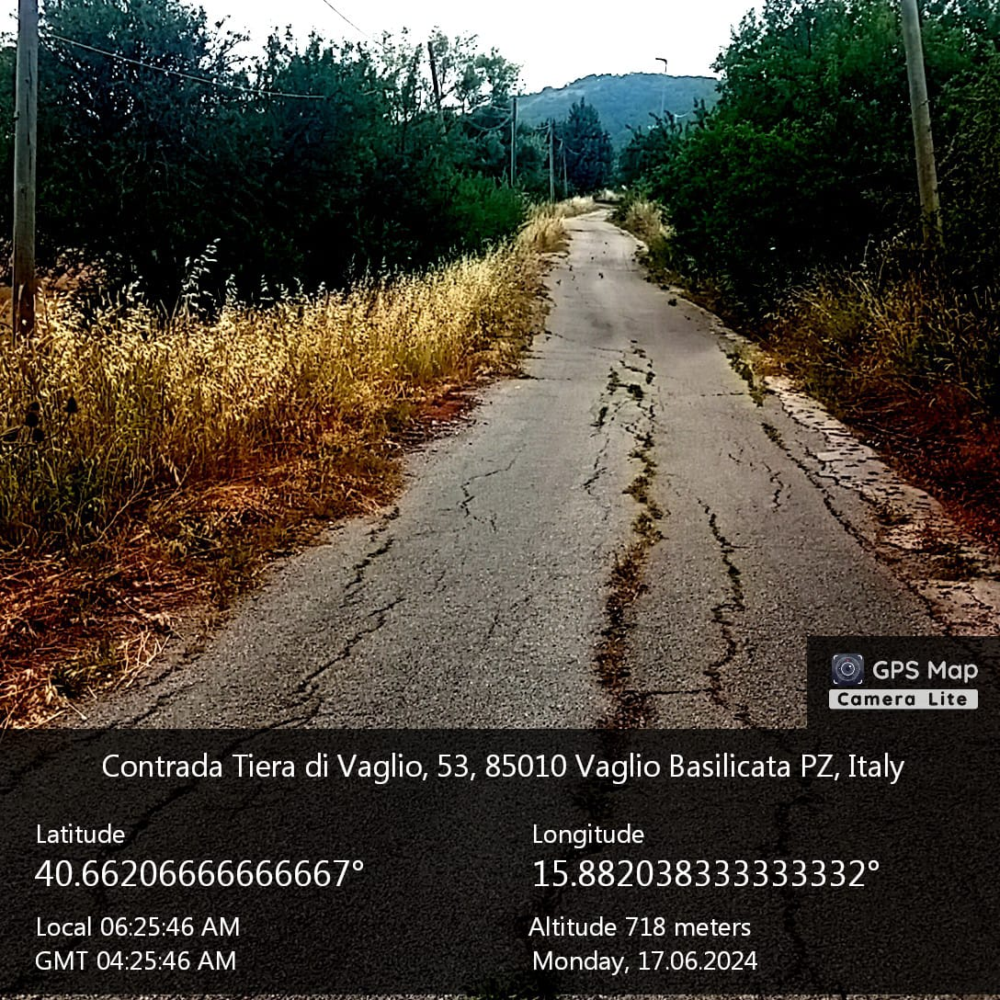 GPS Map
Camera Lite
Contrada Tiera di Vaglio, 53, 85010 Vaglio Basilicata PZ, Italy
Latitude
40.66206666666667°
Longitude
15.882038333333332°
Local 06:25:46 AM
GMT 04:25:46 AM
Altitude 718 meters
Monday, 17.06.2024